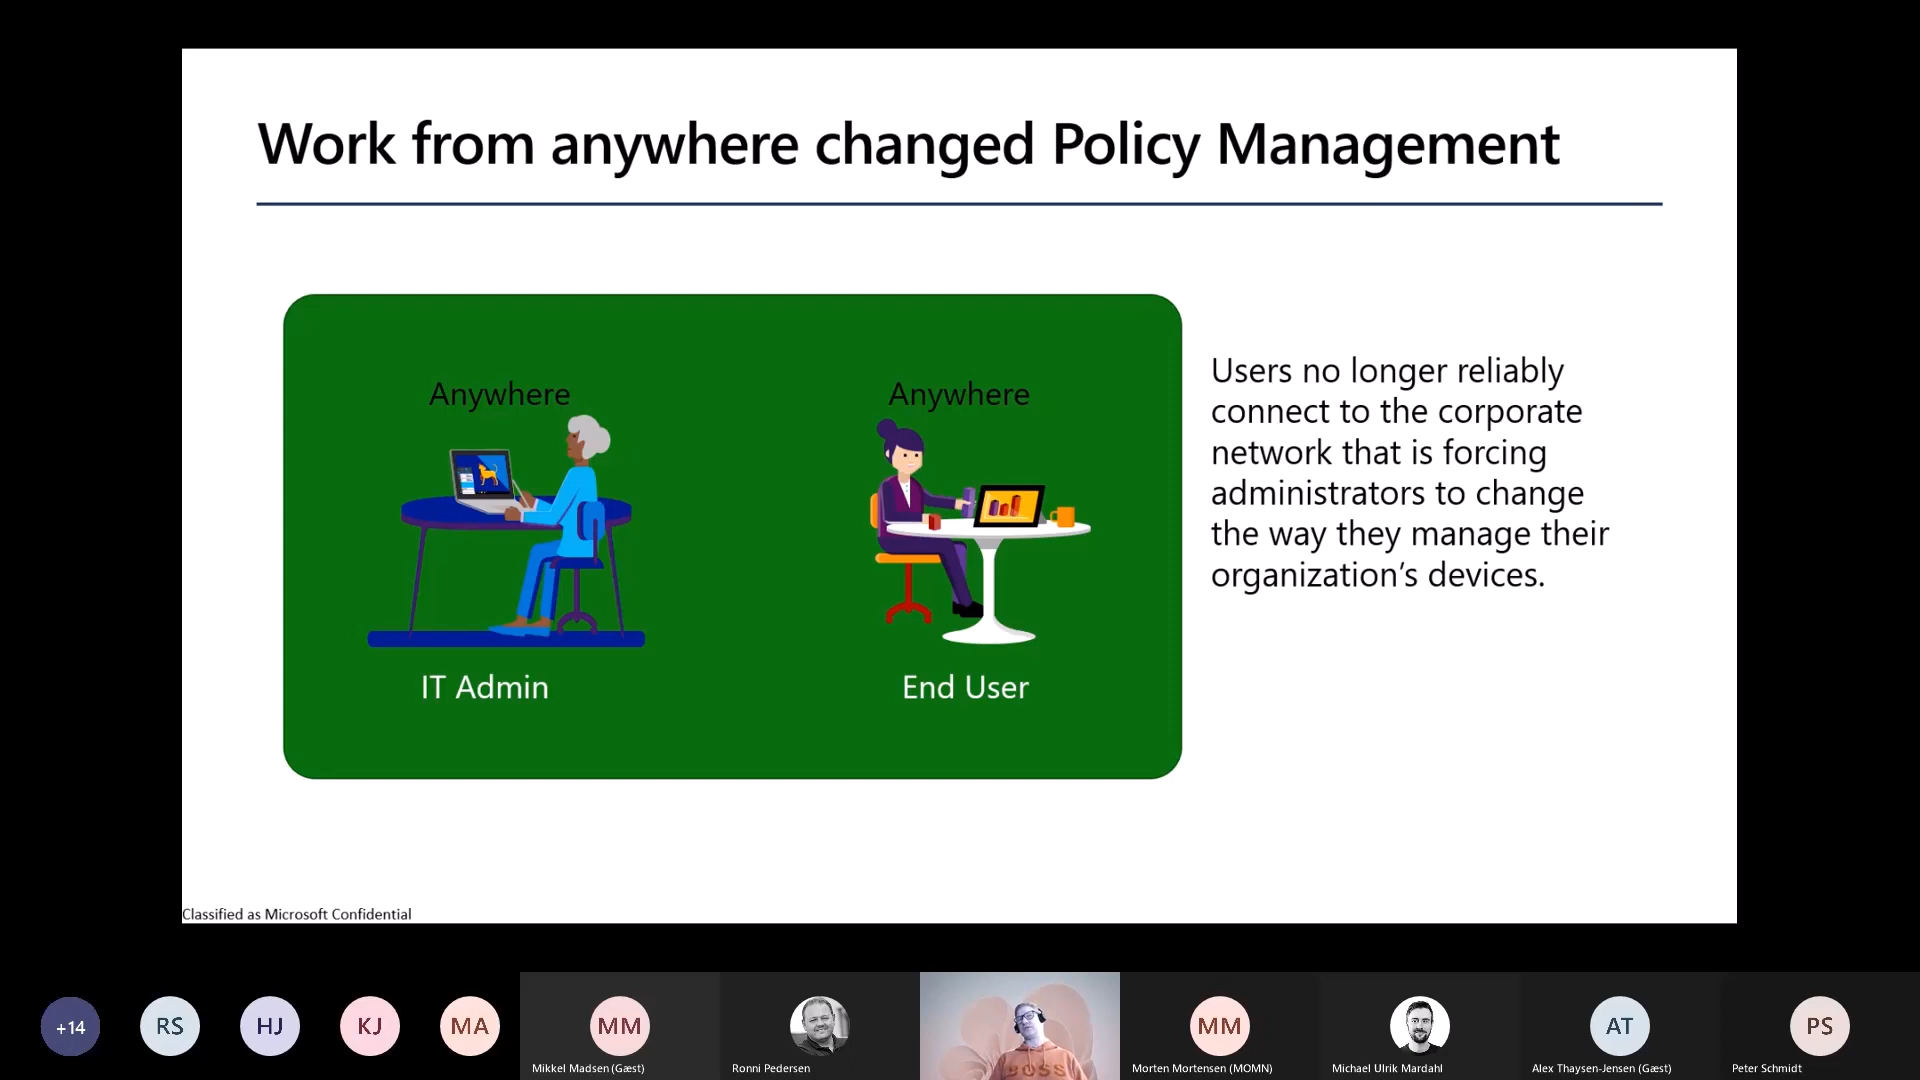 Work from anywhere changed Policy Management
Anywhere
Anywhere
IT Admin
End User
Users no longer reliably
connect to the corporate
network that is forcing
administrators to change
the way they manage their
organization’s devices.
Classified as Microsoft Confidential
+14
RS
HJ
KJ
MA
MM
MM
AT
PS
BOSS
Mikkel Madsen (Gæst)
Ronni Pedersen
Morten Mortensen (MOMN)
Michael Ulrik Mardahl
Alex Thaysen-Jensen (Gæst)
Peter Schmidt